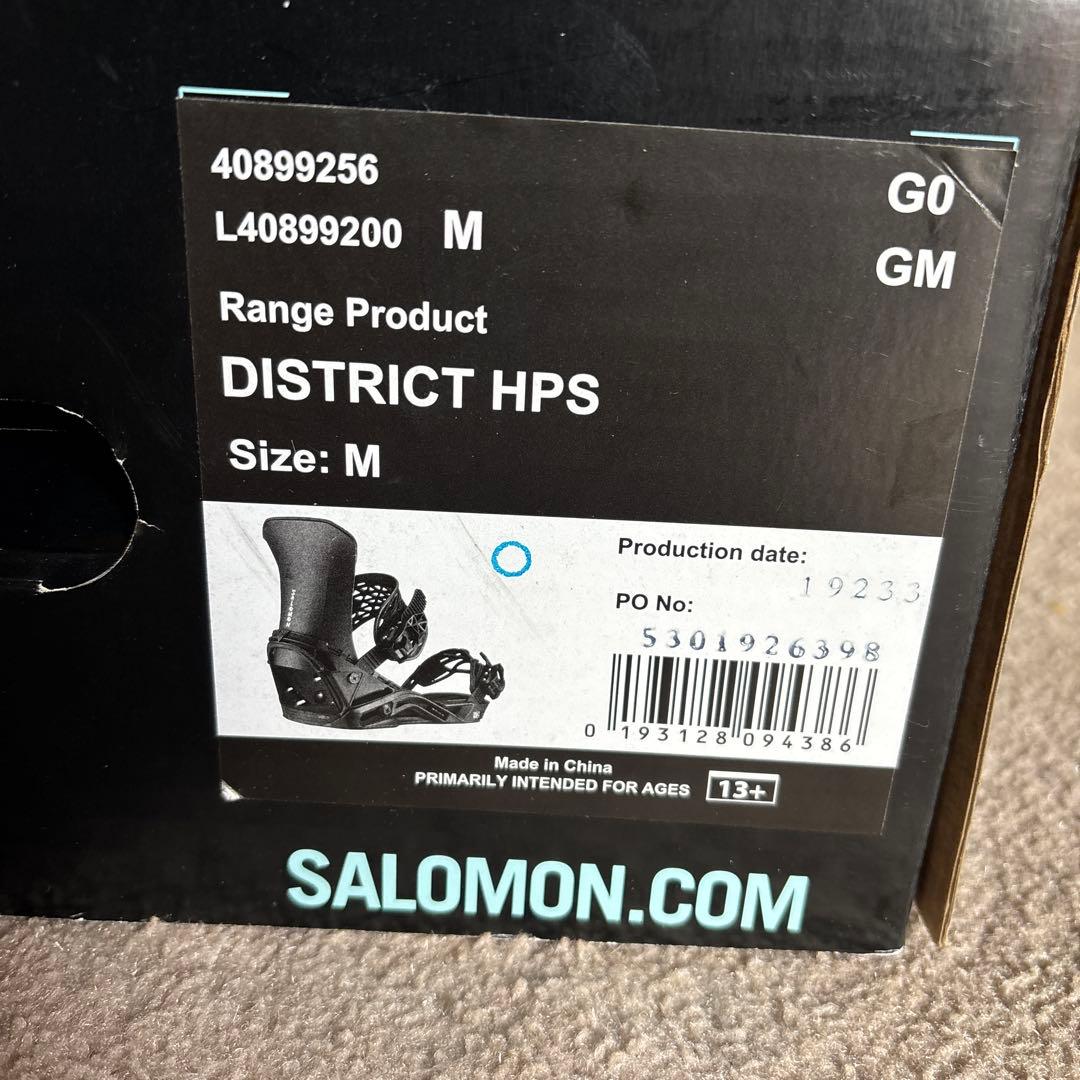 40899256
G0
L40899200 M
GM
Range Product
DISTRICT HPS
Size: M
SALOMON
Production date:
19233
PO No:
5301926398
0 193128 094386
Made in China
PRIMARILY INTENDED FOR AGES 13+
SALOMON.COM